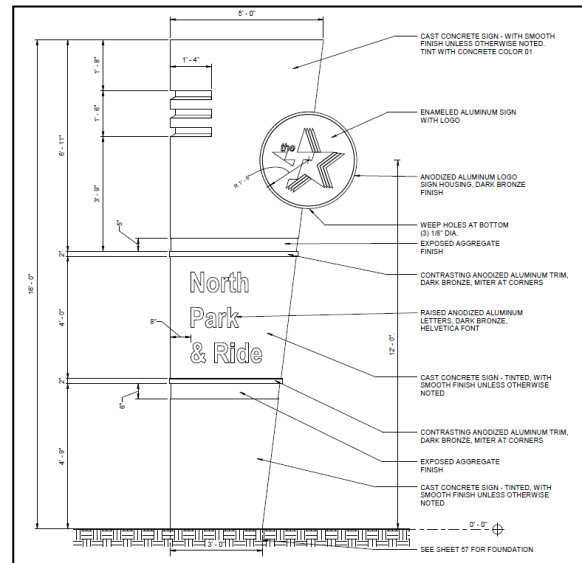 5' - 0"
CAST CONCRETE SIGN - WITH SMOOTH
FINISH UNLESS OTHERWISE NOTED.
TINT WITH CONCRETE COLOR 01
1' - 8"
1' - 4"
1' - 6"
6' - 11"
ENAMELED ALUMINUM SIGN
WITH LOGO
the
R 1' - 6"
ANODIZED ALUMINUM LOGO
SIGN HOUSING, DARK BRONZE
FINISH
3' - 9"
WEEP HOLES AT BOTTOM
(3) 1/8" DIA.
5"
EXPOSED AGGREGATE
FINISH
2"
CONTRASTING ANODIZED ALUMINUM TRIM,
DARK BRONZE, MITER AT CORNERS
16' - 0"
North
Park
& Ride
4' - 0"
8"
RAISED ANODIZED ALUMINUM
LETTERS, DARK BRONZE,
HELVETICA FONT
12' - 0"
CAST CONCRETE SIGN - TINTED, WITH
SMOOTH FINISH UNLESS OTHERWISE
NOTED
2"
6"
CONTRASTING ANODIZED ALUMINUM TRIM,
DARK BRONZE, MITER AT CORNERS
EXPOSED AGGREGATE
FINISH
4' - 9"
CAST CONCRETE SIGN - TINTED, WITH
SMOOTH FINISH UNLESS OTHERWISE
NOTED
0' - 0"
3' - 0"
SEE SHEET 57 FOR FOUNDATION